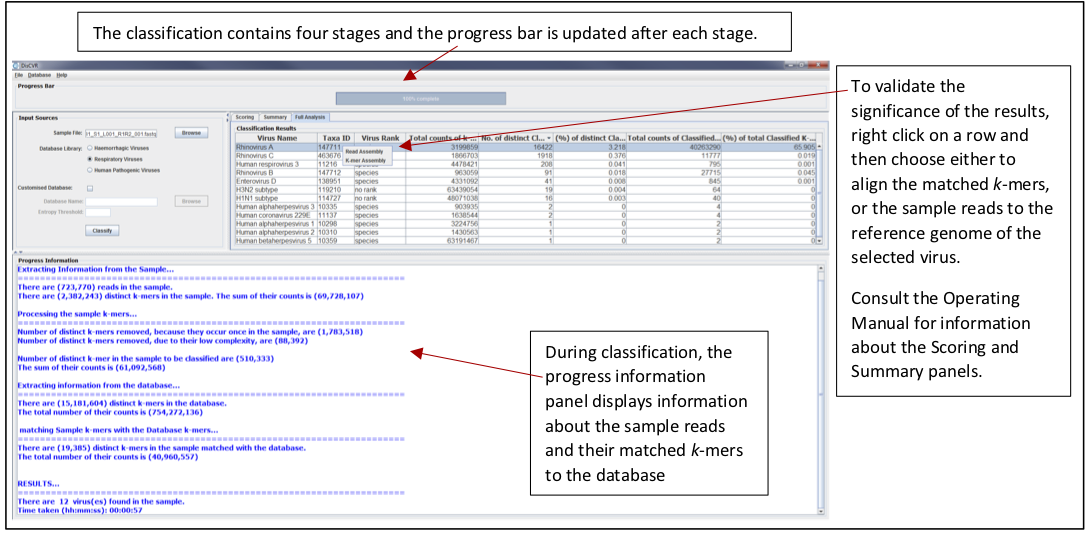 The classification contains four stages and the progress bar is updated after each stage.
DisCVR
File Database Help
Progress Bar
100% complete
Input Sources
Sample File: i1_S1_L001_R1R2_001.fastq Browse
Database Library: Haemorrhagic Viruses
Respiratory Viruses
Human Pathogenic Viruses
Customised Database:
Database Name: Browse
Entropy Threshold:
Classify
Scoring Summary Full Analysis
Classification Results
Virus Name Taxa ID Virus Rank Total counts of k-... No. of distinct Cla... (%) of distinct Cla... Total counts of Classified... (%) of total Classified K-...
Rhinovirus A 147711 3199859 16422 3.218 40263290 65.905
Rhinovirus C 463676 1866703 1918 0.376 11777 0.019
Human respirovirus 3 11216 species 4478421 208 0.041 795 0.001
Rhinovirus B 147712 species 963059 91 0.018 27715 0.045
Enterovirus D 138951 species 4331092 41 0.008 845 0.001
H3N2 subtype 119210 no rank 63439054 19 0.004 64 0
H1N1 subtype 114727 no rank 48071038 16 0.003 40 0
Human alphaherpesvirus 3 10335 species 903935 2 0 4 0
Human coronavirus 229E 11137 species 1638544 2 0 4 0
Human alphaherpesvirus 1 10298 species 3224756 1 0 2 0
Human alphaherpesvirus 2 10310 species 1430563 1 0 2 0
Human betaherpesvirus 5 10359 species 63191467 1 0 2 0
Read Assembly
K-mer Assembly
Progress Information
Extracting Information from the Sample...
There are (723,770) reads in the sample.
There are (2,382,243) distinct k-mers in the sample. The sum of their counts is (69,728,107)
Processing the sample k-mers...
Number of distinct k-mers removed, because they occur once in the sample, are (1,783,518)
Number of distinct k-mers removed, due to their low complexity, are (88,392)
Number of distinct k-mer in the sample to be classified are (510,333)
The sum of their counts is (61,092,568)
Extracting information from the database...
There are (15,181,604) distinct k-mers in the database.
The total number of their counts is (754,272,136)
matching Sample k-mers with the Database k-mers...
There are (19,385) distinct k-mers in the sample matched with the database.
The total number of their counts is (40,960,557)
RESULTS...
There are 12 virus(es) found in the sample.
Time taken (hh:mm:ss): 00:00:57
During classification, the
progress information
panel displays information
about the sample reads
and their matched k-mers
to the database
To validate the
significance of the results,
right click on a row and
then choose either to
align the matched k-mers,
or the sample reads to the
reference genome of the
selected virus.
Consult the Operating
Manual for information
about the Scoring and
Summary panels.